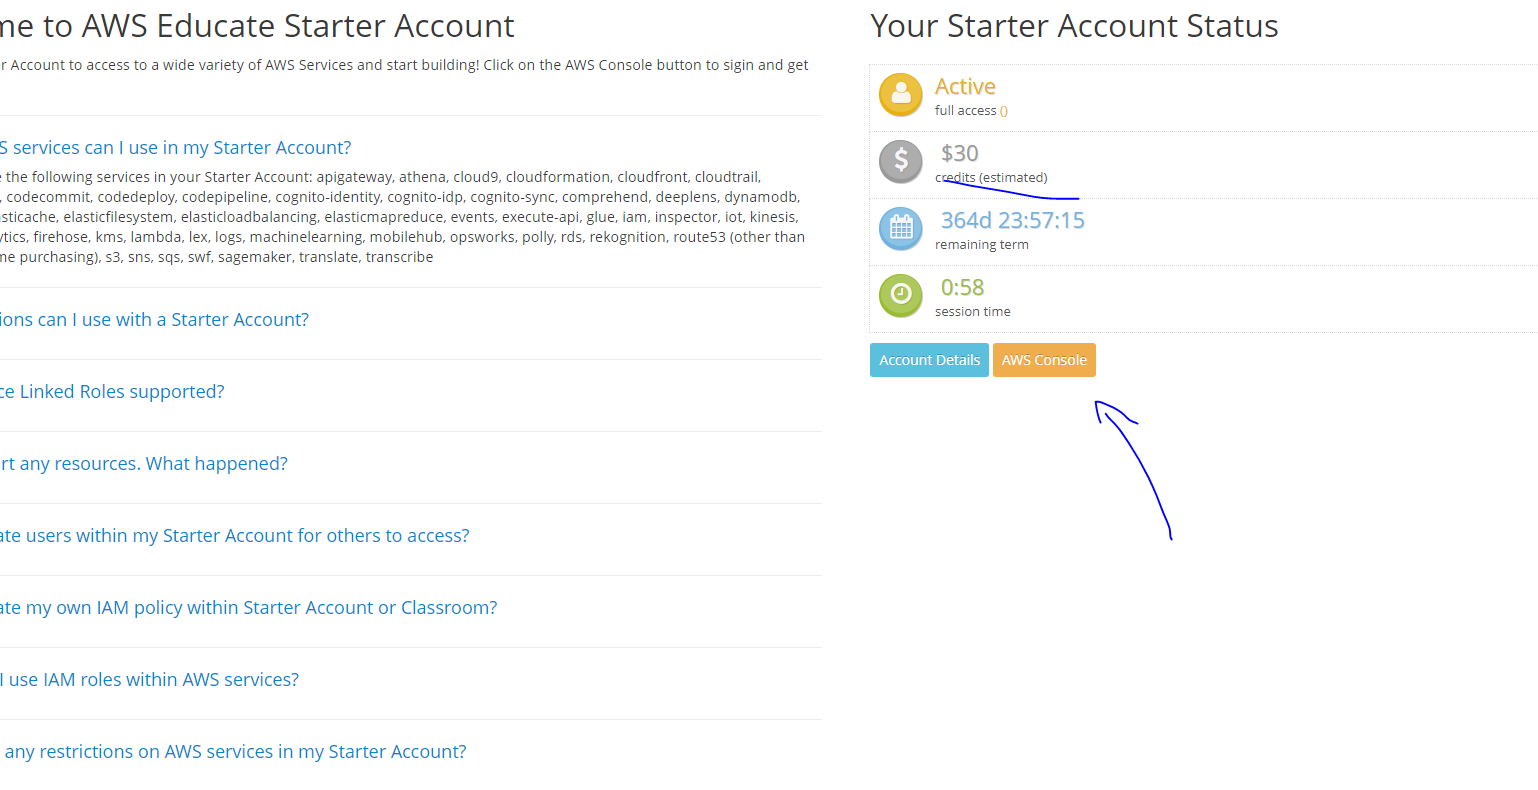 me to AWS Educate Starter Account
r Account to access to a wide variety of AWS Services and start building! Click on the AWS Console button to sigin and get
S services can I use in my Starter Account?
e the following services in your Starter Account: apigateway, athena, cloud9, cloudformation, cloudfront, cloudtrail,
, codecommit, codedeploy, codepipeline, cognito-identity, cognito-idp, cognito-sync, comprehend, deeplens, dynamodb,
sticache, elasticfilesystem, elasticloadbalancing, elasticmapreduce, events, execute-api, glue, iam, inspector, iot, kinesis,
ytics, firehose, kms, lambda, lex, logs, machinelearning, mobilehub, opsworks, polly, rds, rekognition, route53 (other than
me purchasing), s3, sns, sqs, swf, sagemaker, translate, transcribe
ions can I use with a Starter Account?
ce Linked Roles supported?
rt any resources. What happened?
ate users within my Starter Account for others to access?
ate my own IAM policy within Starter Account or Classroom?
I use IAM roles within AWS services?
any restrictions on AWS services in my Starter Account?
Your Starter Account Status
Active
full access ()
$30
credits (estimated)
364d 23:57:15
remaining term
0:58
session time
Account Details AWS Console